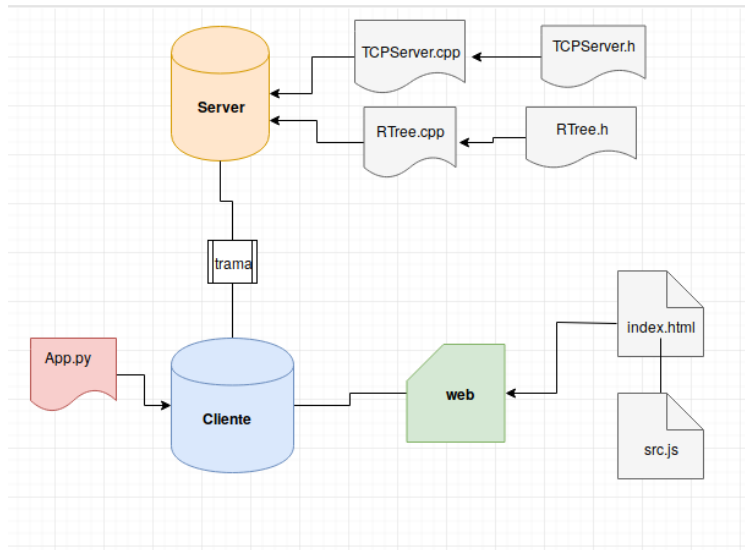 TCPServer.cpp
TCPServer.h
Server
RTree.cpp
RTree.h
trama
index.html
App.py
web
Cliente
src.js